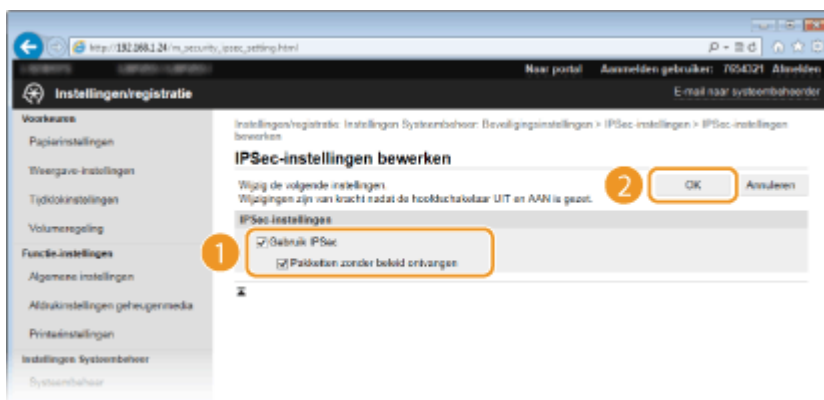 http://192.168.1.24/m_security_ipsec_setting.html
Naar portal Aanmelden gebruiker: 7654321 Afmelden
Instellingen/registratie
E-mail naar systeembeheerder
Voorkeuren
Papierinstellingen
Weergave-instellingen
Tijdklokinstellingen
Volumeregeling
Functie-instellingen
Algemene instellingen
Afdrukinstellingen geheugenmedia
Printerinstellingen
Instellingen Systeembeheer
Systeembeheer
Instellingen/registratie: Instellingen Systeembeheer: Beveiligingsinstellingen > IPSec-instellingen > IPSec-instellingen
bewerken
IPSec-instellingen bewerken
Wijzig de volgende instellingen.
Wijzigingen zijn van kracht nadat de hoofdschakelaar UIT en AAN is gezet.
2
OK Annuleren
IPSec-instellingen
1
Gebruik IPSec
Pakketten zonder beleid ontvangen